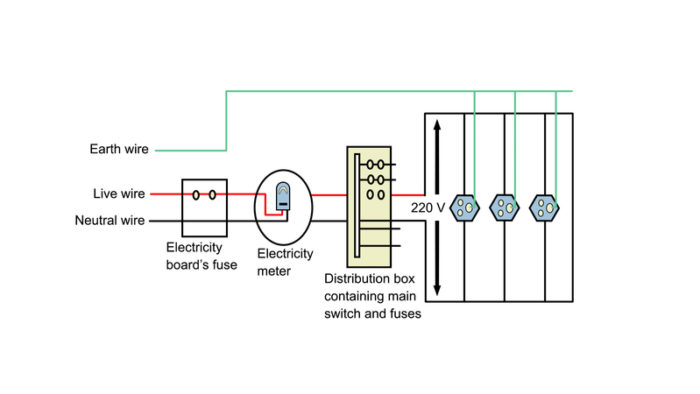 Earth wire
Live wire
Neutral wire
220 V
Electricity
board's fuse
Electricity
meter
Distribution box
containing main
switch and fuses